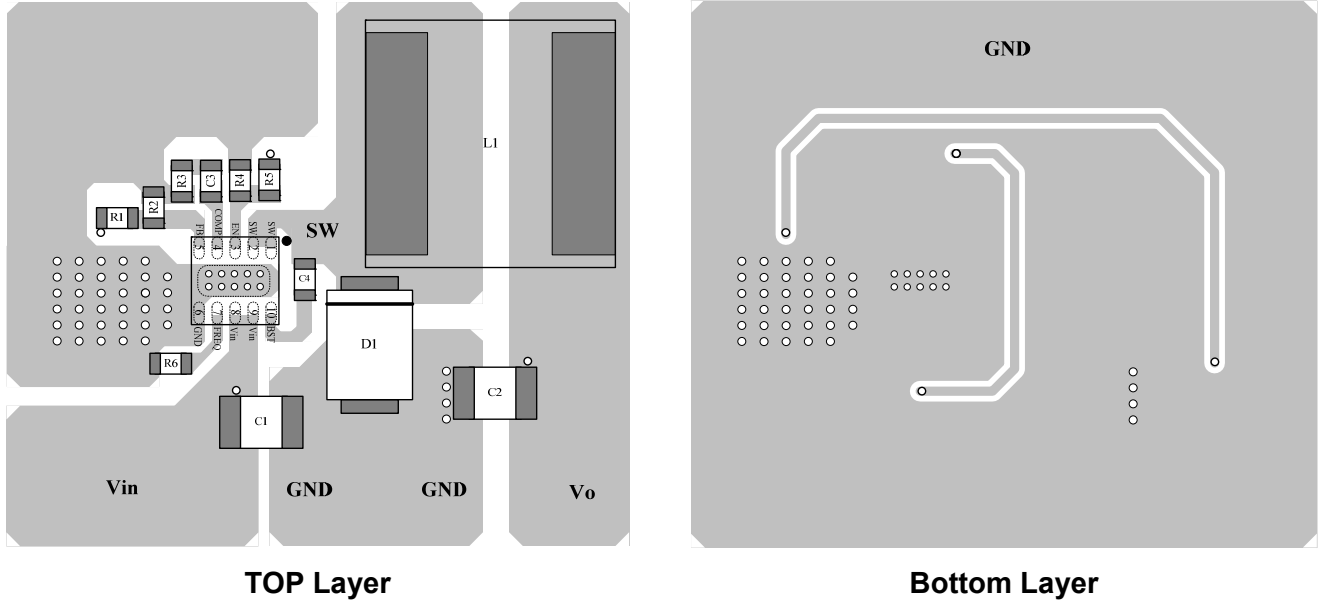 GND
L1
R3
C3
R4
R5
R2
R1
FB
COMP
EN
SW
SW
5
4
3
2
1
SW
C4
6
7
8
9
10
GND
FREQ
Vin
Vin
BST
D1
R6
C2
C1
Vin
GND
GND
Vo
TOP Layer
Bottom Layer